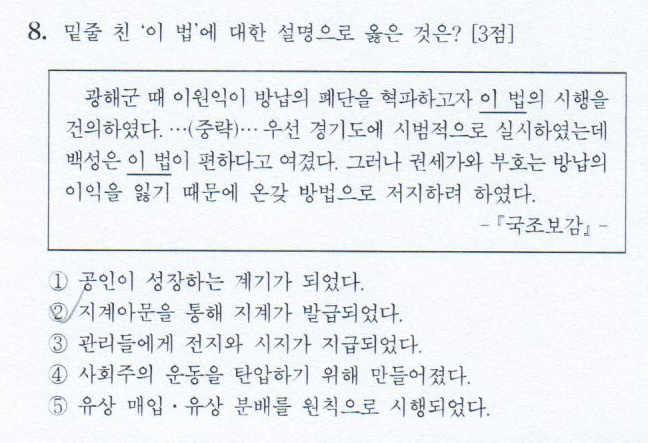 8. 밑줄 친 '이 법'에 대한 설명으로 옳은 것은? [3점]
광해군 때 이원익이 방납의 폐단을 혁파하고자 이 법의 시행을
건의하였다. …(중략)… 우선 경기도에 시범적으로 실시하였는데
백성은 이 법이 편하다고 여겼다. 그러나 권세가와 부호는 방납의
이익을 잃기 때문에 온갖 방법으로 저지하려 하였다.
-『국조보감』-
① 공인이 성장하는 계기가 되었다.
② 지계아문을 통해 지계가 발급되었다.
③ 관리들에게 전지와 시지가 지급되었다.
④ 사회주의 운동을 탄압하기 위해 만들어졌다.
⑤ 유상 매입·유상 분배를 원칙으로 시행되었다.